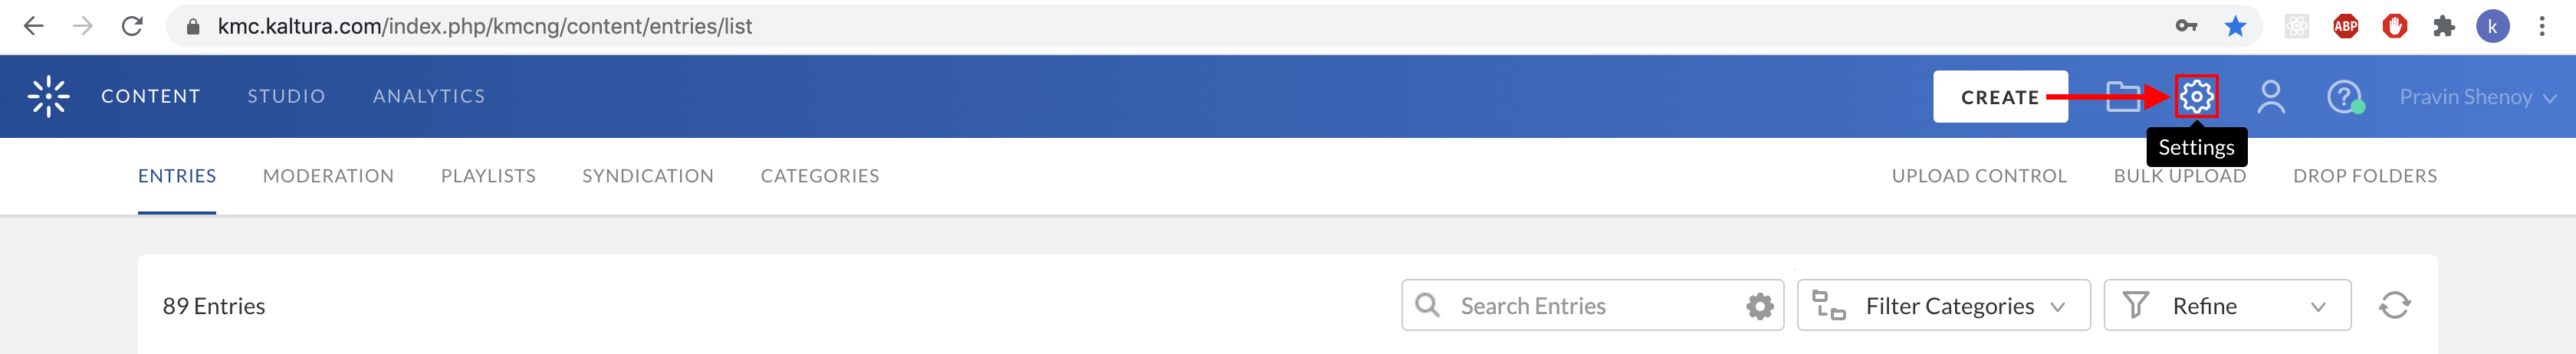 kmc.kaltura.com/index.php/kmcng/content/entries/list
ABP
k
CONTENT STUDIO ANALYTICS CREATE ? Pravin Shenoy
Settings
ENTRIES MODERATION PLAYLISTS SYNDICATION CATEGORIES UPLOAD CONTROL BULK UPLOAD DROP FOLDERS
89 Entries Search Entries Filter Categories Refine